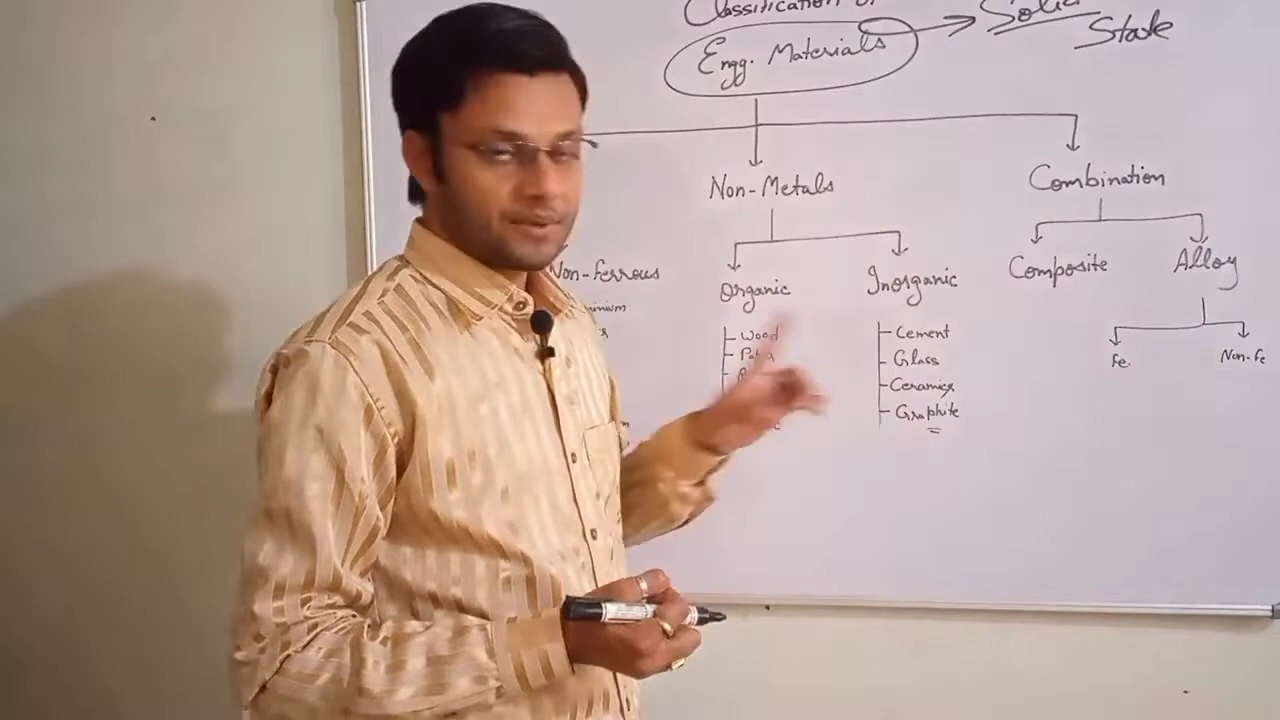 Classification of
Engg. Materials
Solid
State
Non-Metals
Combination
Non-ferrous
Organic
Inorganic
Composite
Alloy
Wood
Cement
Glass
Ceramics
Graphite
Fe.
Non-fe